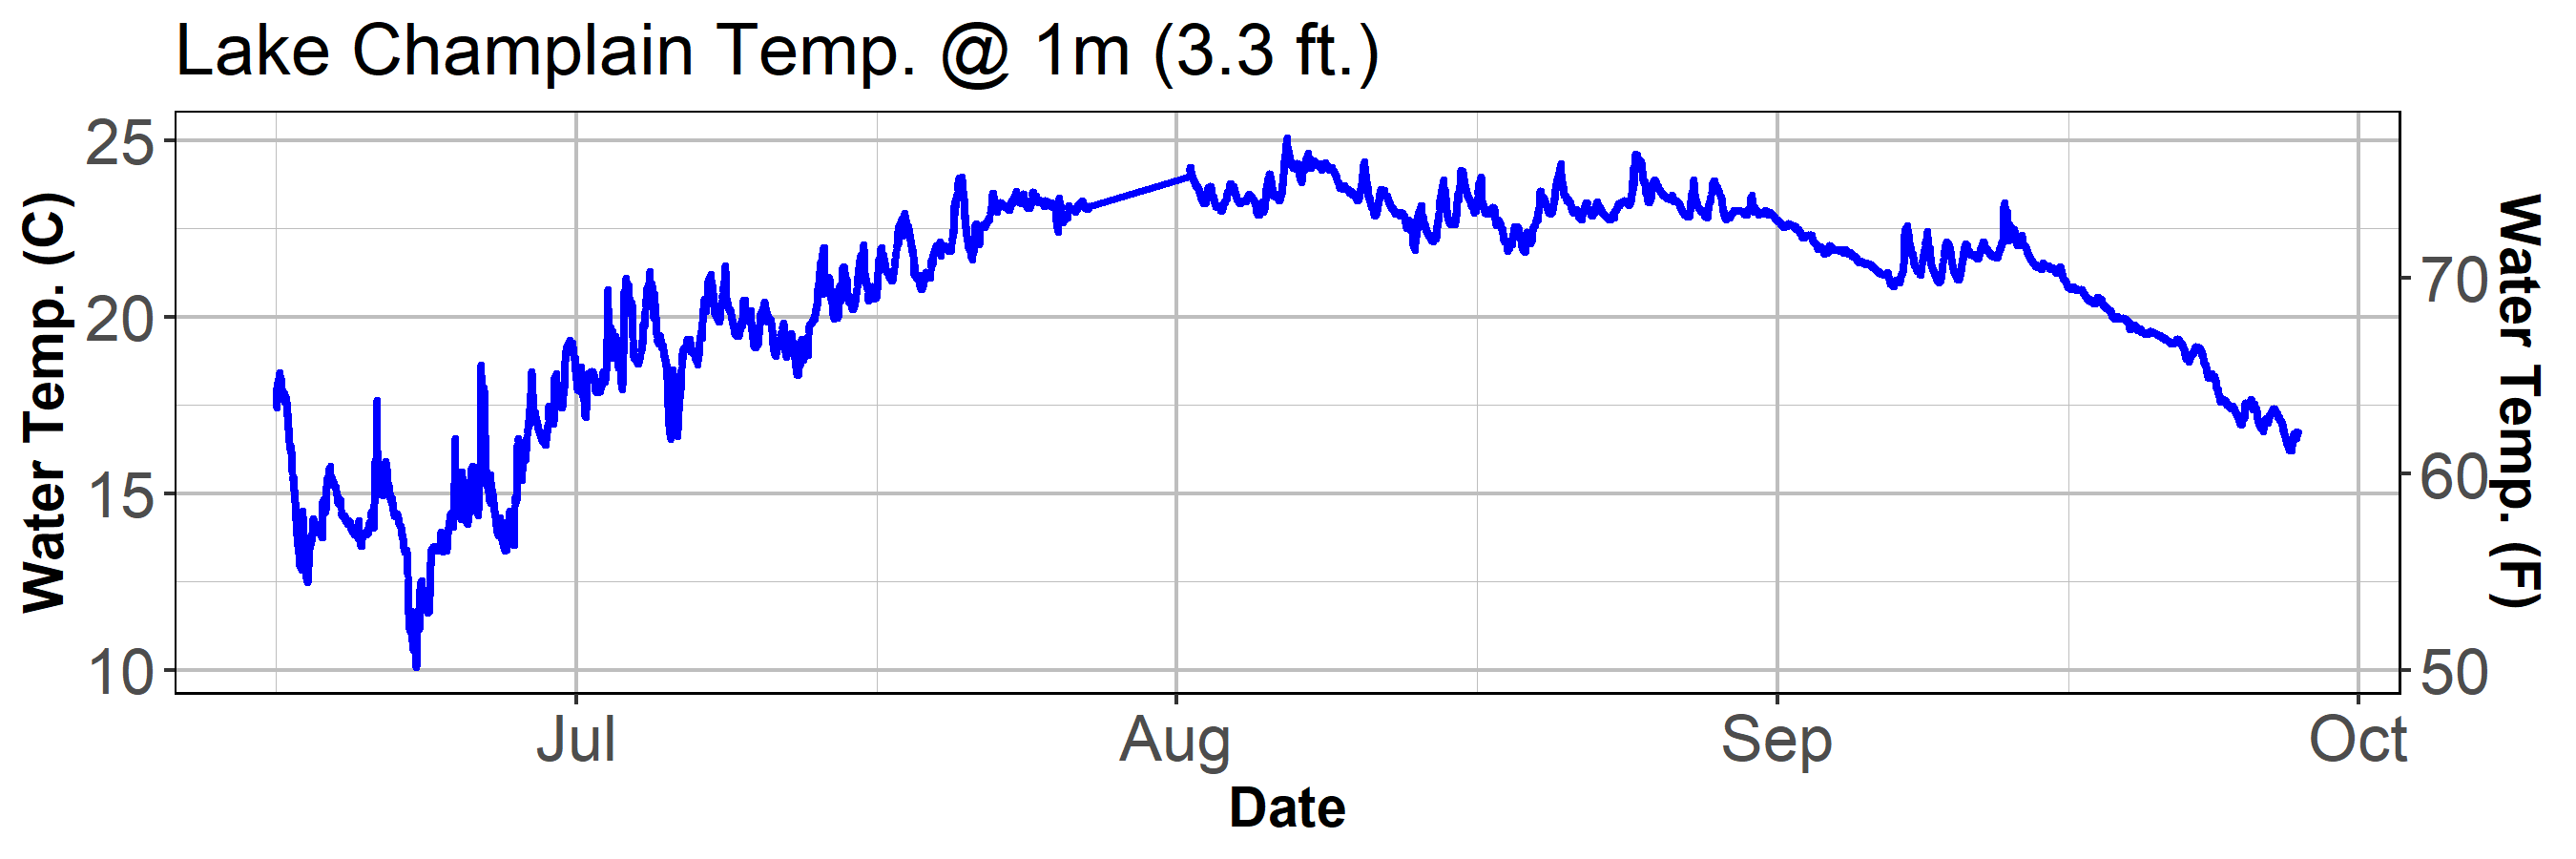 Lake Champlain Temp. @ 1m (3.3 ft.)
Water Temp. (C)
25
20
15
10
70
60
50
Water Temp. (F)
Jul Aug Sep Oct
Date